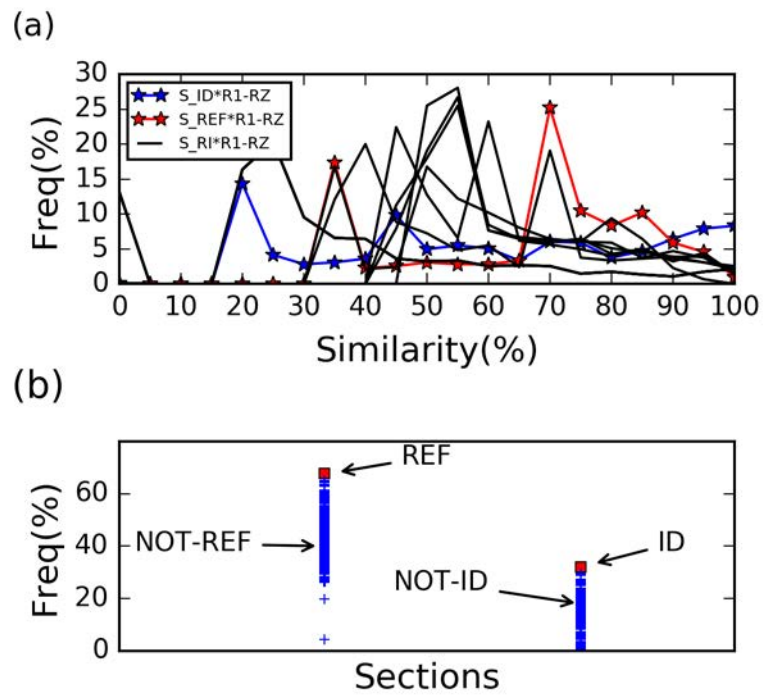 (a)
30
25
20
15
10
5
0
Freq(%)
S_ID*R1-RZ
S_REF*R1-RZ
S_RI*R1-RZ
0 10 20 30 40 50 60 70 80 90 100
Similarity(%)
(b)
60
40
20
0
Freq(%)
REF
NOT-REF
ID
NOT-ID
Sections